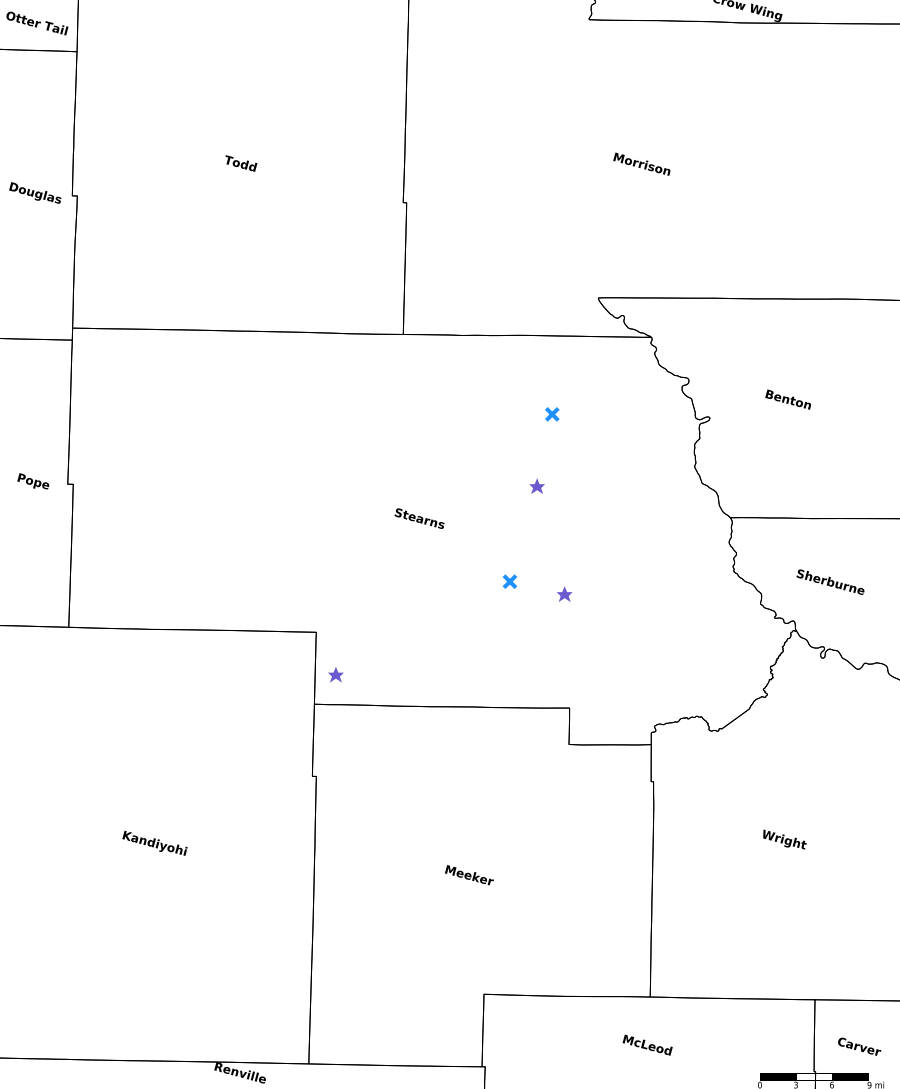 Crow Wing
Otter Tail
Todd
Morrison
Douglas
Benton
Pope
Stearns
Sherburne
Kandiyohi
Wright
Meeker
McLeod
Carver
Renville
0 3 6 9 mi